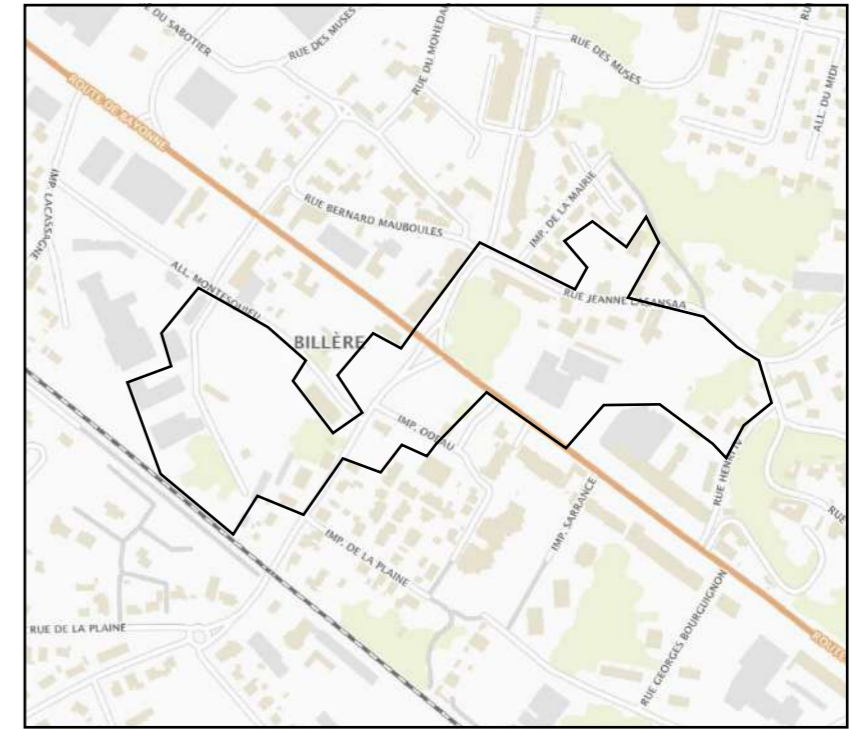 RUE DU SABOTIER
RUE DES MUSES
RUE DU
RUE DES MUSES
ALL. DU MIDI
ROUTE DE BAYONNE
IMP. LACASSAGNE
RUE BERNARD MAUBOULES
IMP. DE LA MAIRIE
ALL. MONTESQUIEU
RUE JEANNE LASANSAA
BILLÈRE
IMP. ODEAU
RUE HENRI IV
IMP. SARRANCE
RUE
IMP. DE LA PLAINE
RUE DE LA PLAINE
RUE GEORGES BOURGUIGNON
ROUTE